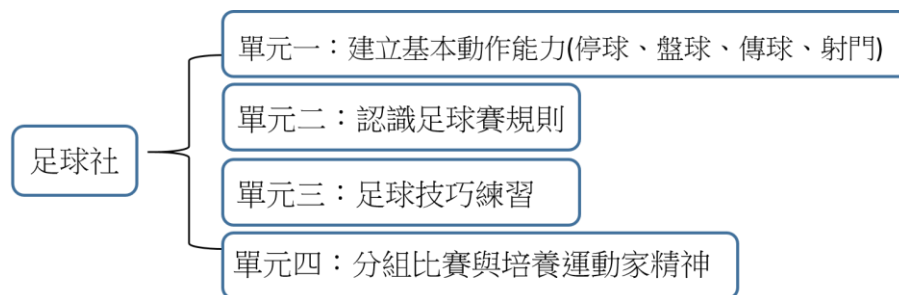 足球社
單元一：建立基本動作能力(停球、盤球、傳球、射門)
單元二：認識足球賽規則
單元三：足球技巧練習
單元四：分組比賽與培養運動家精神